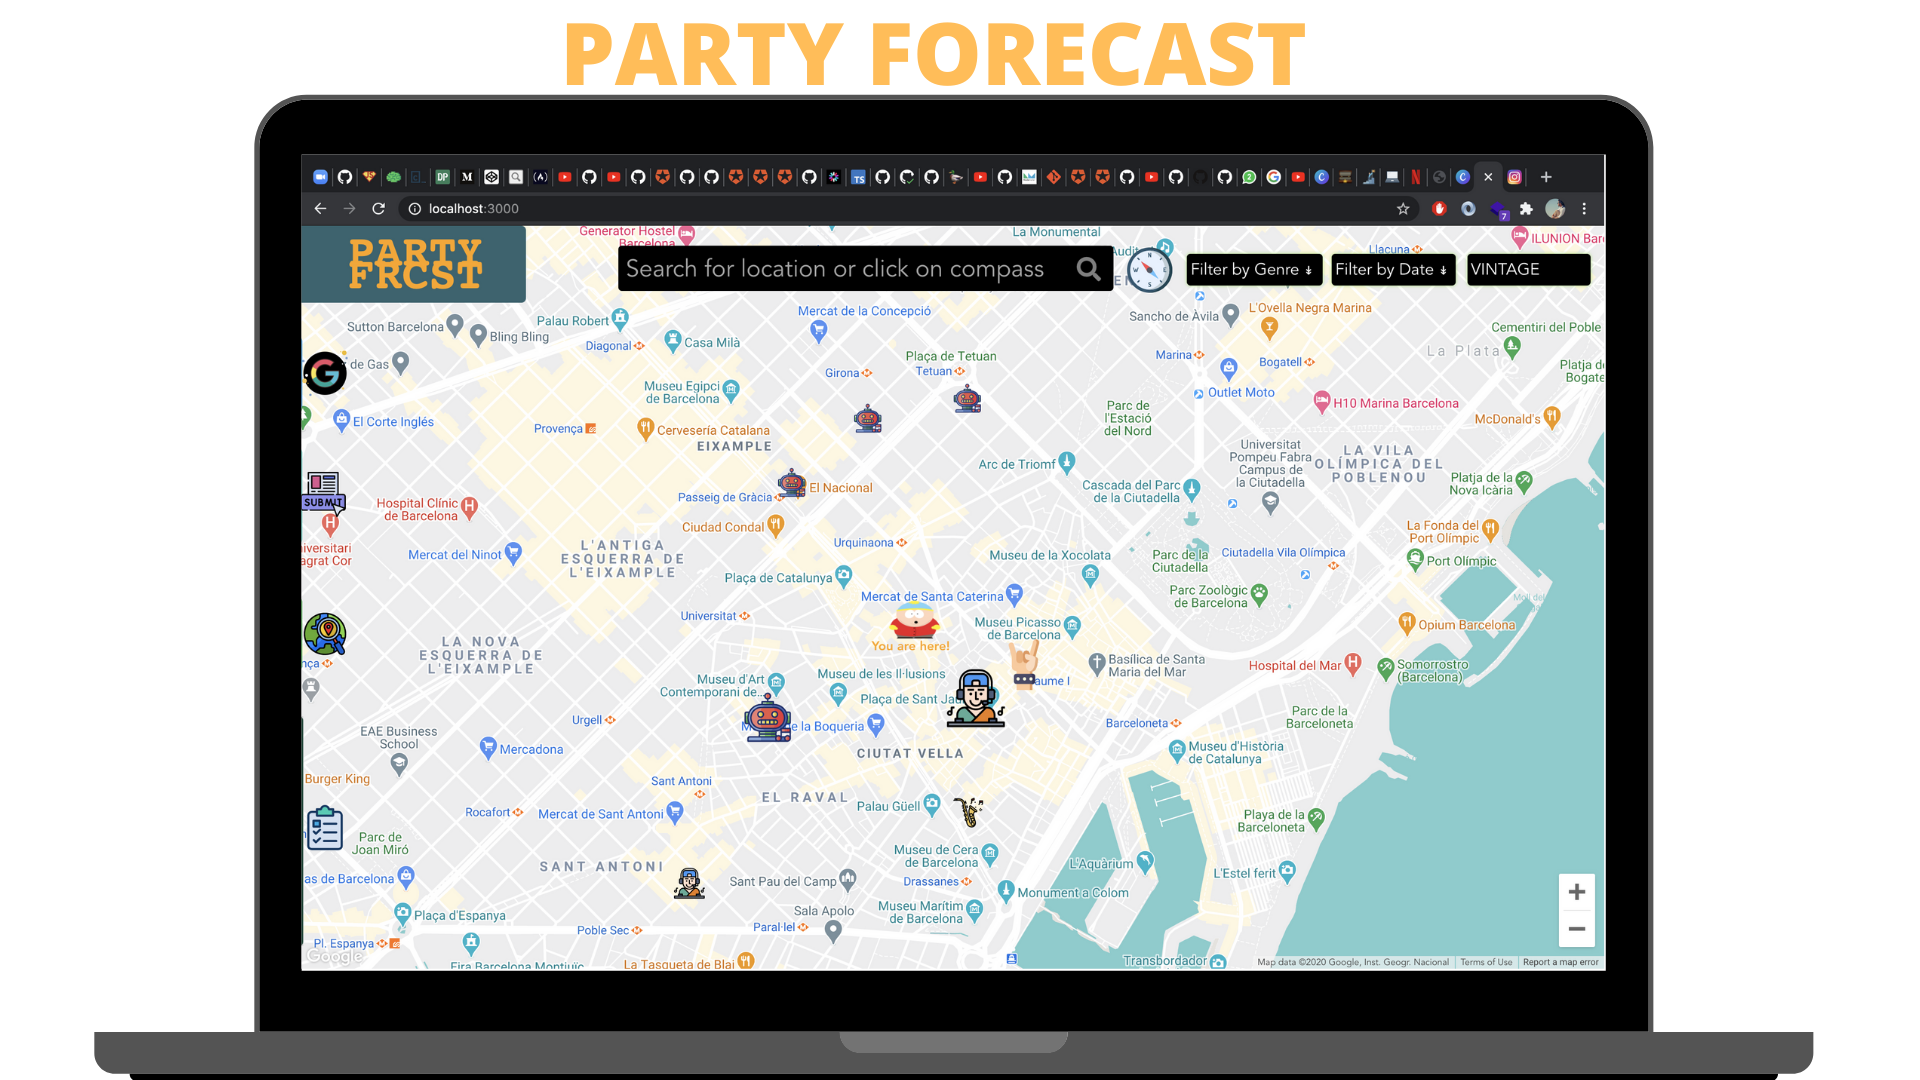 PARTY FORECAST
DP
M
TS
2
G
C
N
C
localhost:3000
7
PARTY
FRCST
Generator Hostel
Barcelona
La Monumental
Audit
Llacuna
ILUNION Bar
Search for location or click on compass
Filter by Genre
Filter by Date
VINTAGE
Mercat de la Concepció
Sancho de Àvila
L'Ovella Negra Marina
Sutton Barcelona
Palau Robert
Bling Bling
Diagonal
Casa Milà
Cementiri del Poble
La Plata
Plaça de Tetuan
Tetuan
Marina
Bogatell
Platja de
Bogate
G
de Gas
Girona
Museu Egipci
de Barcelona
Outlet Moto
Parc de
l'Estació
del Nord
H10 Marina Barcelona
McDonald's
El Corte Inglés
Provença
Cervesería Catalana
EIXAMPLE
Universitat
Pompeu Fabra
Campus de
la Ciutadella
LA VILA
OLÍMPICA DEL
POBLENOU
Arc de Triomf
Cascada del Parc
de la Ciutadella
Platja de la
Nova Icària
SUBMIT
Passeig de Gràcia
El Nacional
Hospital Clínic
de Barcelona
Ciudad Condal
La Fonda del
Port Olímpic
iversitari
agrat Cor
Mercat del Ninot
L'ANTIGA
ESQUERRA DE
L'EIXAMPLE
Urquinaona
Museu de la Xocolata
Parc de la
Ciutadella
Ciutadella Vila Olímpica
Port Olímpic
Plaça de Catalunya
Mercat de Santa Caterina
Parc Zoològic
de Barcelona
Universitat
You are here!
Museu Picasso
de Barcelona
Opium Barcelona
LA NOVA
ESQUERRA DE
L'EIXAMPLE
nça
Basílica de Santa
Maria del Mar
Hospital del Mar
Somorrostro
(Barcelona)
Museu d'Art
Contemporani de...
Museu de les Il·lusions
aume I
Plaça de Sant Ja
Urgell
e la Boqueria
Barceloneta
Parc de la
Barceloneta
EAE Business
School
Mercadona
CIUTAT VELLA
Museu d'Història
de Catalunya
Burger King
Sant Antoni
EL RAVAL
Rocafort
Mercat de Sant Antoni
Palau Güell
Playa de la
Barceloneta
Parc de
Joan Miró
SANT ANTONI
Museu de Cera
de Barcelona
L'Aquàrium
L'Estel ferit
as de Barcelona
Sant Pau del Camp
Drassanes
Monument a Colom
Plaça d'Espanya
Sala Apolo
Museu Marítim
de Barcelona
Poble Sec
Paral·lel
Pl. Espanya
Google
Fira Barcelona Montjuïc
La Tasqueta de Blai
Transbordador
Map data ©2020 Google, Inst. Geogr. Nacional
Terms of Use
Report a map error